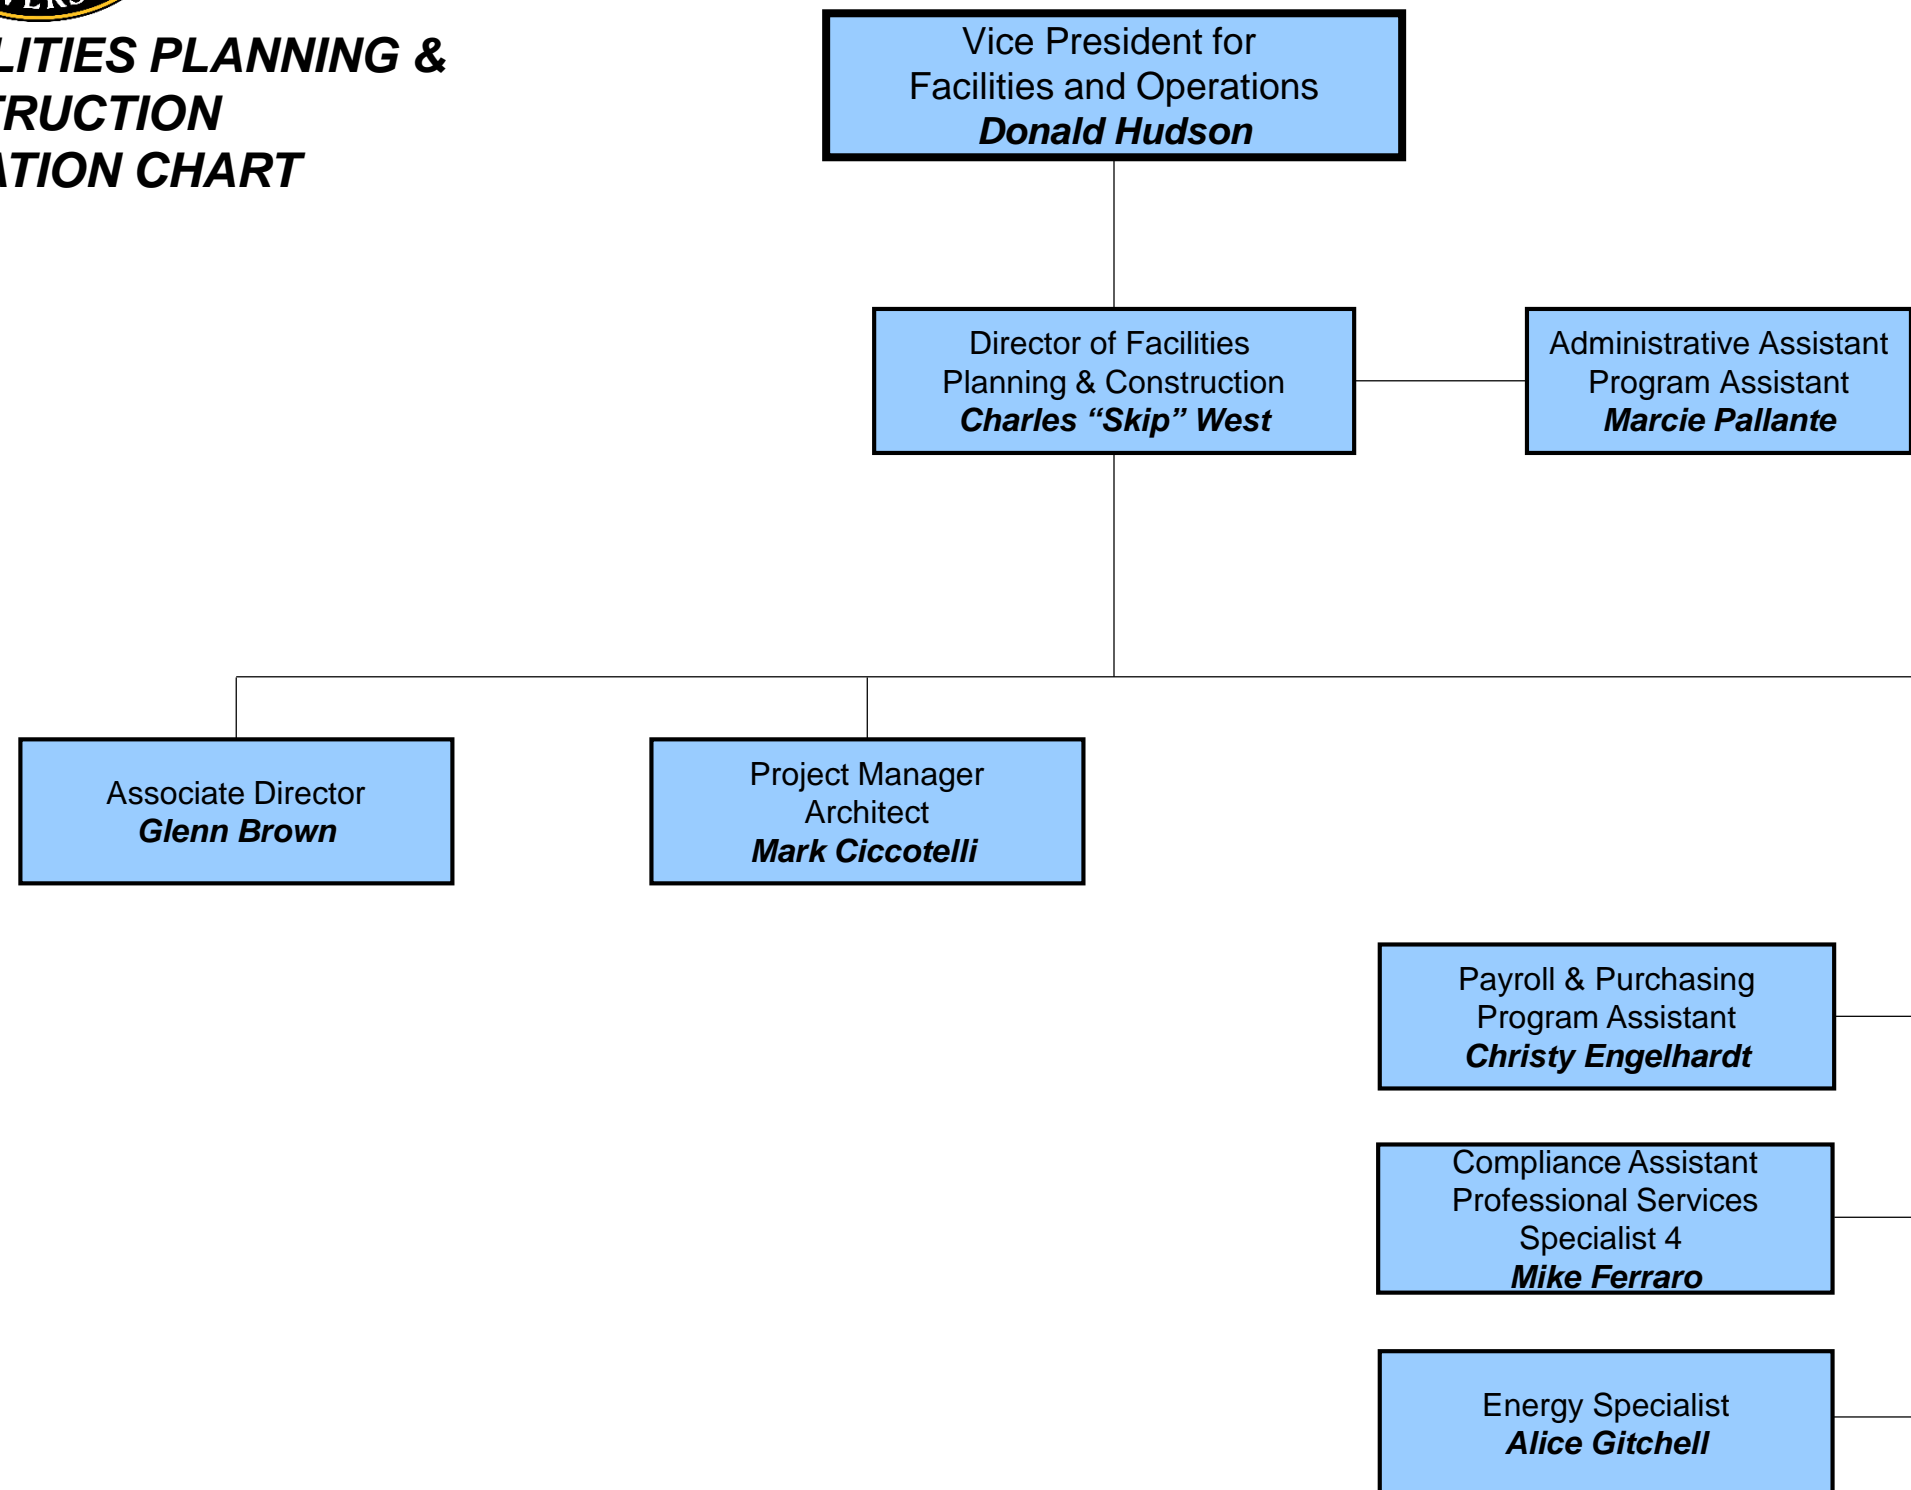 LITIES PLANNING &
TRUCTION
ATION CHART
Vice President for
Facilities and Operations
Donald Hudson
Director of Facilities
Planning & Construction
Charles “Skip” West
Administrative Assistant
Program Assistant
Marcie Pallante
Associate Director
Glenn Brown
Project Manager
Architect
Mark Ciccotelli
Payroll & Purchasing
Program Assistant
Christy Engelhardt
Compliance Assistant
Professional Services
Specialist 4
Mike Ferraro
Energy Specialist
Alice Gitchell